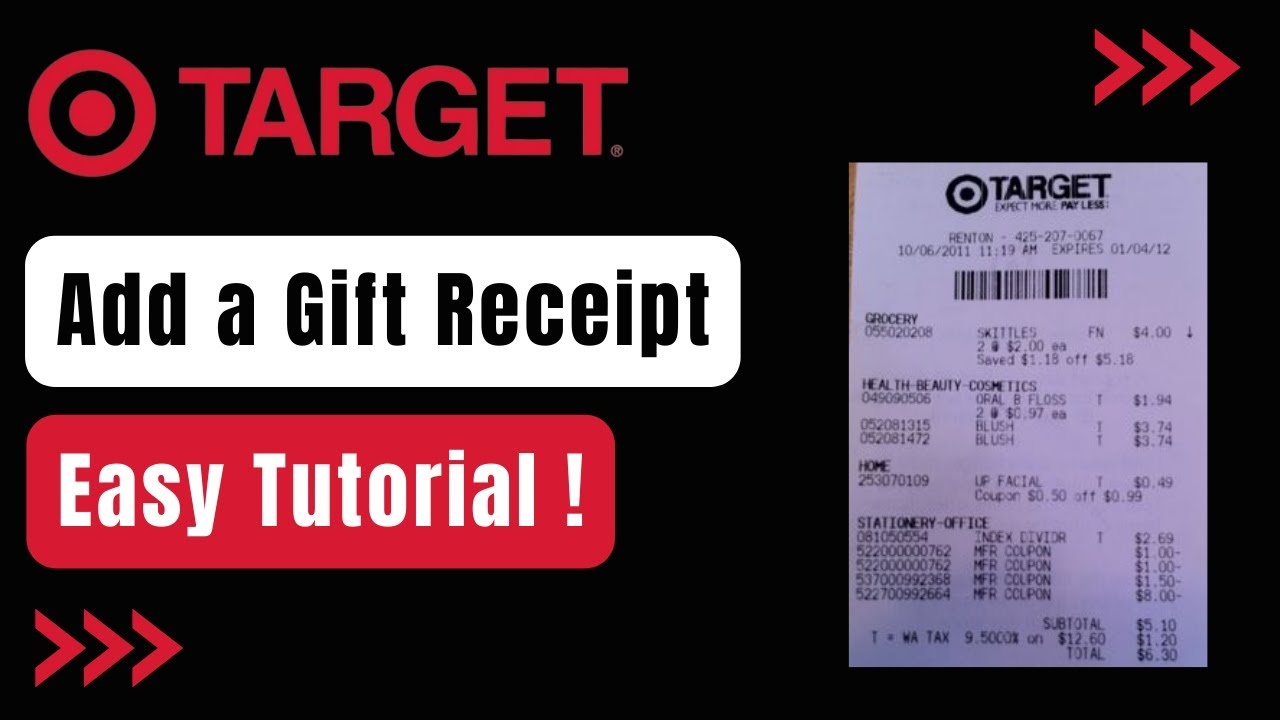 TARGET®
Add a Gift Receipt
Easy Tutorial !
TARGET
EXPECT MORE PAY LESS:
RENTON - 425-207-0067
10/06/2011 11:19 AM EXPIRES 01/04/12
GROCERY
055020208 SKITTLES FN $4.00 ↓
2 @ $2.00 ea
Saved $1.18 off $5.18
HEALTH-BEAUTY-COSMETICS
049090506 ORAL B FLOSS T $1.94
2 @ $0.97 ea
052081315 BLUSH T $3.74
052081472 BLUSH T $3.74
HOME
253070109 UP FACIAL T $0.49
Coupon $0.50 off $0.99
STATIONERY-OFFICE
081050554 INDEX DIVIDR T $2.69
522000000762 MFR COUPON $1.00-
522000000762 MFR COUPON $1.00-
537000992368 MFR COUPON $1.50-
522700992664 MFR COUPON $8.00-
SUBTOTAL $5.10
T = WA TAX 9.5000% on $12.60 $1.20
TOTAL $6.30